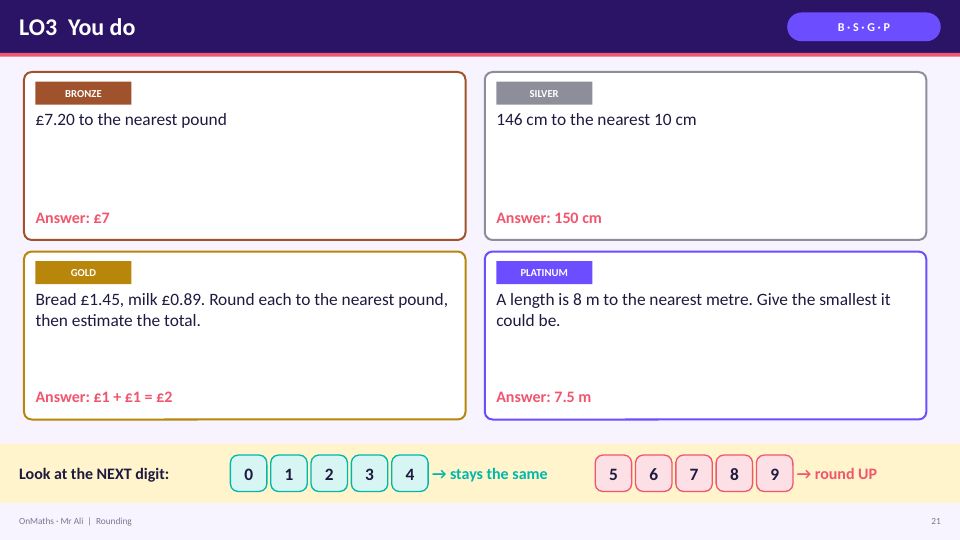 LO3  You do
B · S · G · P
BRONZE
£7.20 to the nearest pound
Answer: £7
SILVER
146 cm to the nearest 10 cm
Answer: 150 cm
GOLD
Bread £1.45, milk £0.89. Round each to the nearest pound,
then estimate the total.
Answer: £1 + £1 = £2
PLATINUM
A length is 8 m to the nearest metre. Give the smallest it
could be.
Answer: 7.5 m
Look at the NEXT digit: 0 1 2 3 4 → stays the same 5 6 7 8 9 → round UP
OnMaths · Mr Ali | Rounding
21